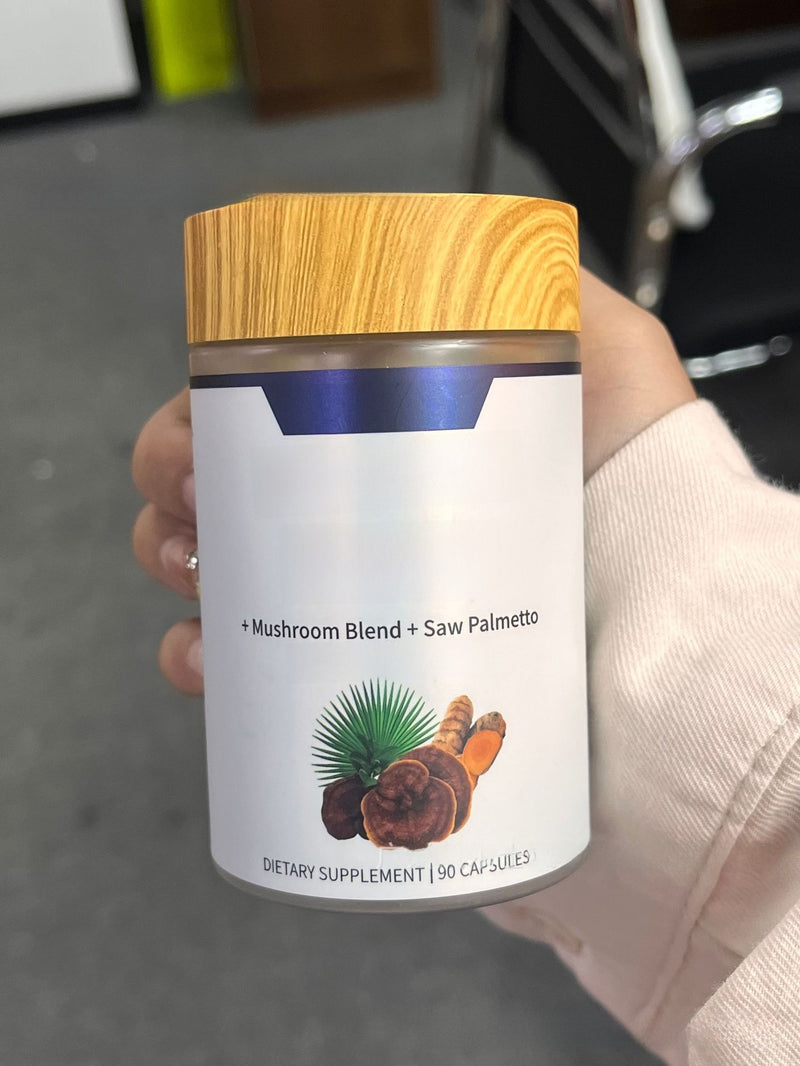 + Mushroom Blend + Saw Palmetto
DIETARY SUPPLEMENT | 90 CAPSULES